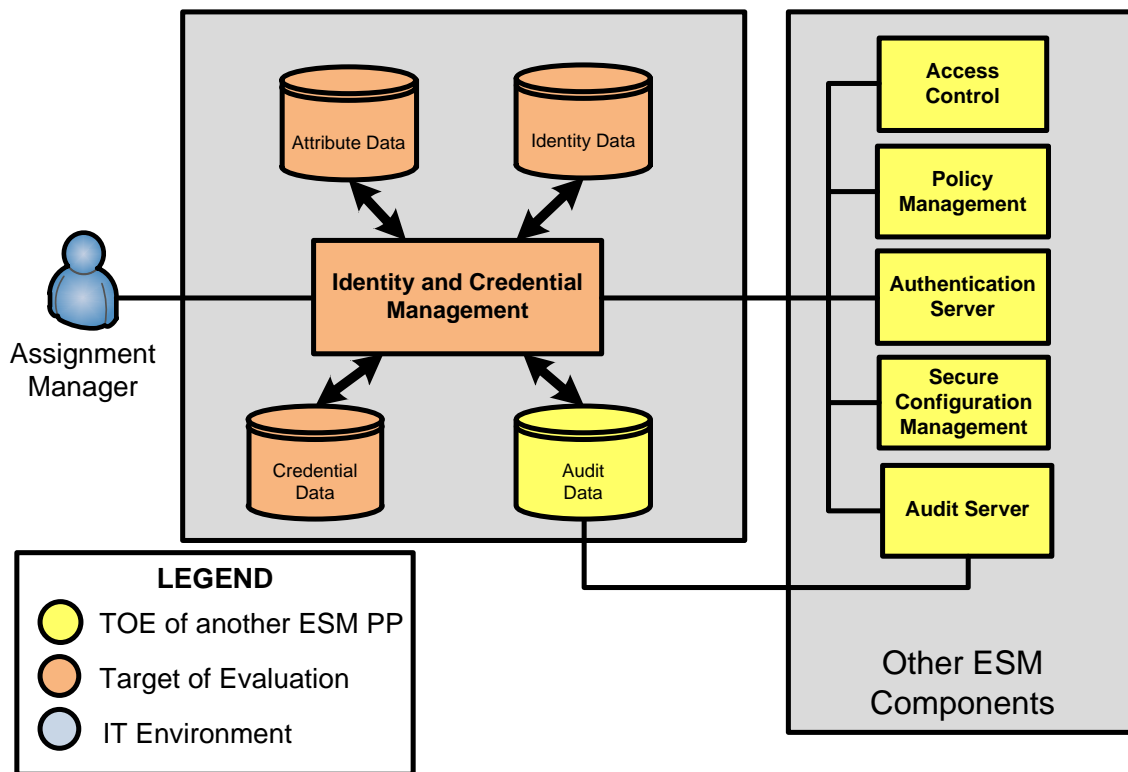 Attribute Data
Identity Data
Identity and Credential
Management
Assignment
Manager
Credential
Data
Audit
Data
Access
Control
Policy
Management
Authentication
Server
Secure
Configuration
Management
Audit Server
Other ESM
Components
LEGEND
TOE of another ESM PP
Target of Evaluation
IT Environment